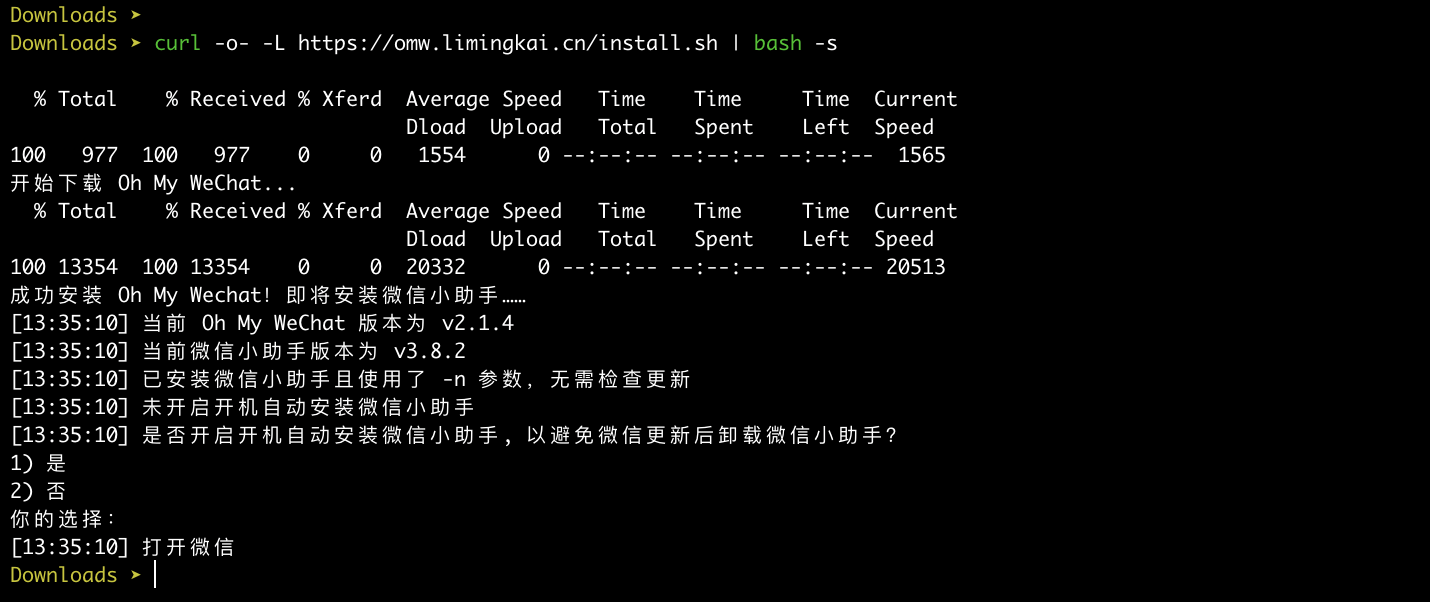 Downloads ➤
Downloads ➤ curl -o- -L https://omw.limingkai.cn/install.sh | bash -s
% Total % Received % Xferd Average Speed Time Time Time Current
Dload Upload Total Spent Left Speed
100 977 100 977 0 0 1554 0 --:--:-- --:--:-- --:--:-- 1565
开始下载 Oh My WeChat...
% Total % Received % Xferd Average Speed Time Time Time Current
Dload Upload Total Spent Left Speed
100 13354 100 13354 0 0 20332 0 --:--:-- --:--:-- --:--:-- 20513
成功安装 Oh My Wechat! 即将安装微信小助手……
[13:35:10] 当前 Oh My WeChat 版本为 v2.1.4
[13:35:10] 当前微信小助手版本为 v3.8.2
[13:35:10] 已安装微信小助手且使用了 -n 参数, 无需检查更新
[13:35:10] 未开启开机自动安装微信小助手
[13:35:10] 是否开启开机自动安装微信小助手，以避免微信更新后卸载微信小助手？
1) 是
2) 否
你的选择：
[13:35:10] 打开微信
Downloads ➤